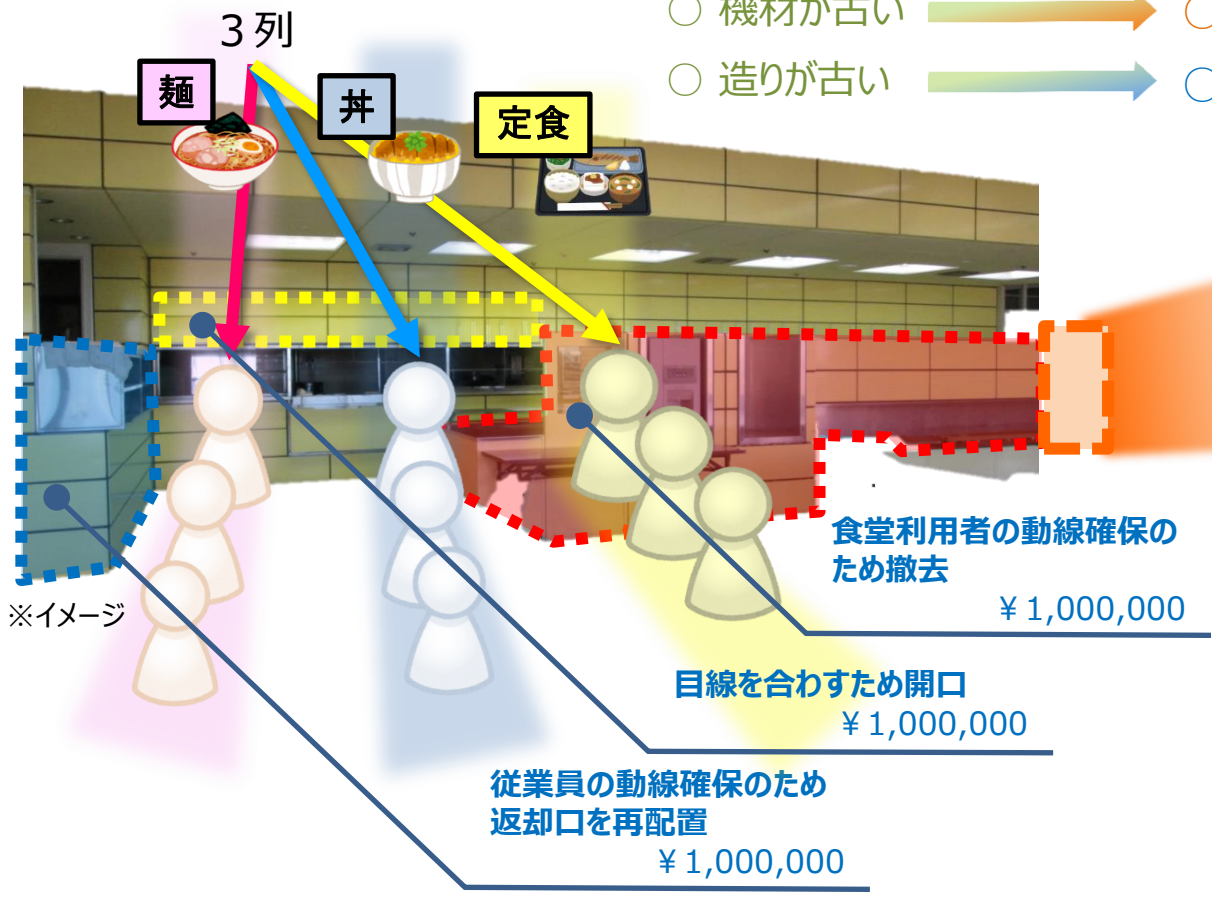 ○ 機材が古い
○
３列
○ 造りが古い
○
麺
丼
定食
食堂利用者の動線確保の
ため撤去
￥1,000,000
※イメージ
目線を合わすため開口
￥1,000,000
従業員の動線確保のため
返却口を再配置
￥1,000,000